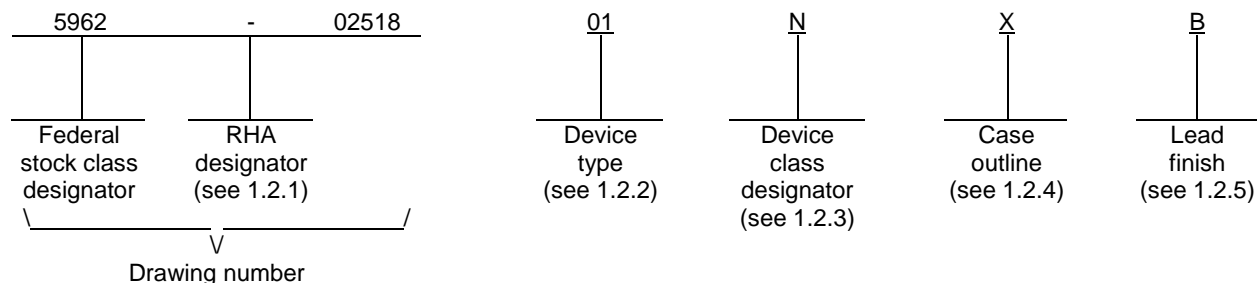 5962 - 02518 01 N X B
Federal stock class designator
RHA designator (see 1.2.1)
Device type (see 1.2.2)
Device class designator (see 1.2.3)
Case outline (see 1.2.4)
Lead finish (see 1.2.5)
Drawing number